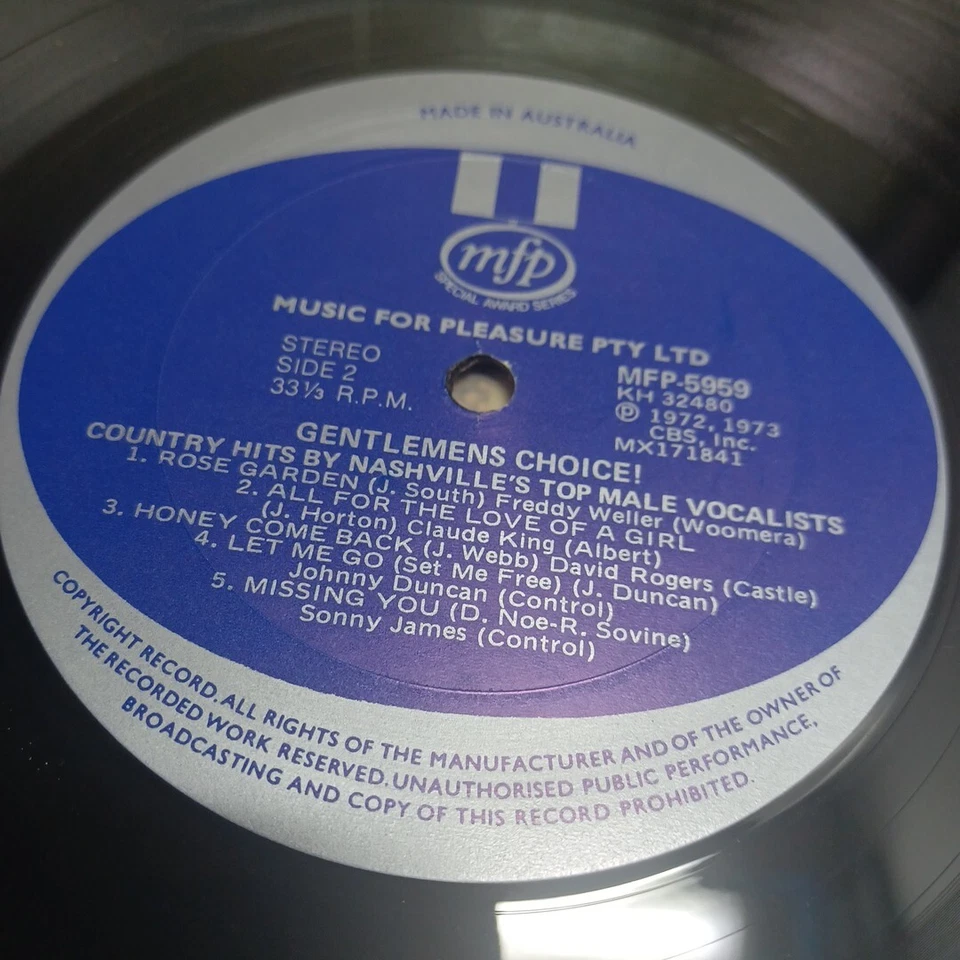 MADE IN AUSTRALIA
mfp
SPECIAL AWARD SERIES
MUSIC FOR PLEASURE PTY LTD
STEREO
SIDE 2
33⅓ R.P.M.
MFP-5959
KH 32480
Ⓟ 1972, 1973
CBS, Inc.
MX171841
GENTLEMENS CHOICE!
COUNTRY HITS BY NASHVILLE'S TOP MALE VOCALISTS
1. ROSE GARDEN (J. South) Freddy Weller (Woomera)
2. ALL FOR THE LOVE OF A GIRL
(J. Horton) Claude King (Albert)
3. HONEY COME BACK (J. Webb) David Rogers (Castle)
4. LET ME GO (Set Me Free) (J. Duncan)
Johnny Duncan (Control)
5. MISSING YOU (D. Noe-R. Sovine)
Sonny James (Control)
COPYRIGHT RECORD. ALL RIGHTS OF THE MANUFACTURER AND OF THE OWNER OF
THE RECORDED WORK RESERVED. UNAUTHORISED PUBLIC PERFORMANCE,
BROADCASTING AND COPY OF THIS RECORD PROHIBITED.